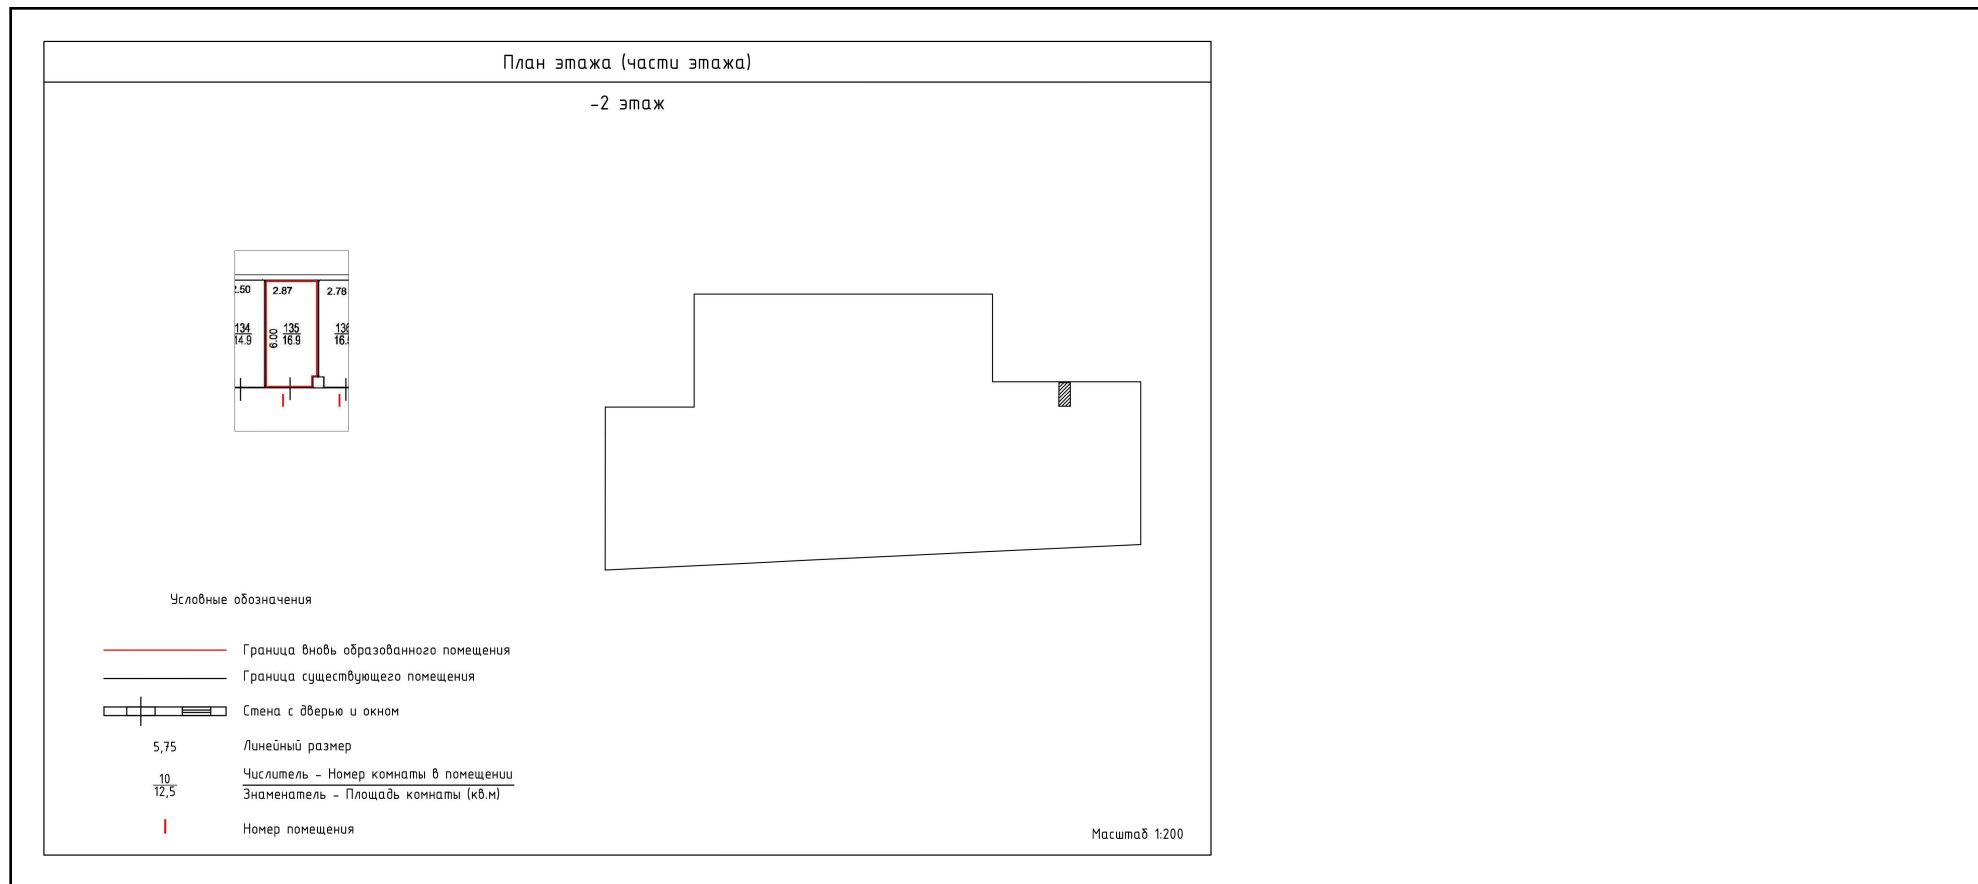 План этажа (части этажа)
-2 этаж
2.87
2.78
6.00
134
14.9
135
16.9
I
I
Условные обозначения
Граница вновь образованного помещения
Граница существующего помещения
Стена с дверью и окном
5,75 Линейный размер
10
12,5
Числитель - Номер комнаты в помещении
Знаменатель - Площадь комнаты (кв.м)
I Номер помещения
Масштаб 1:200